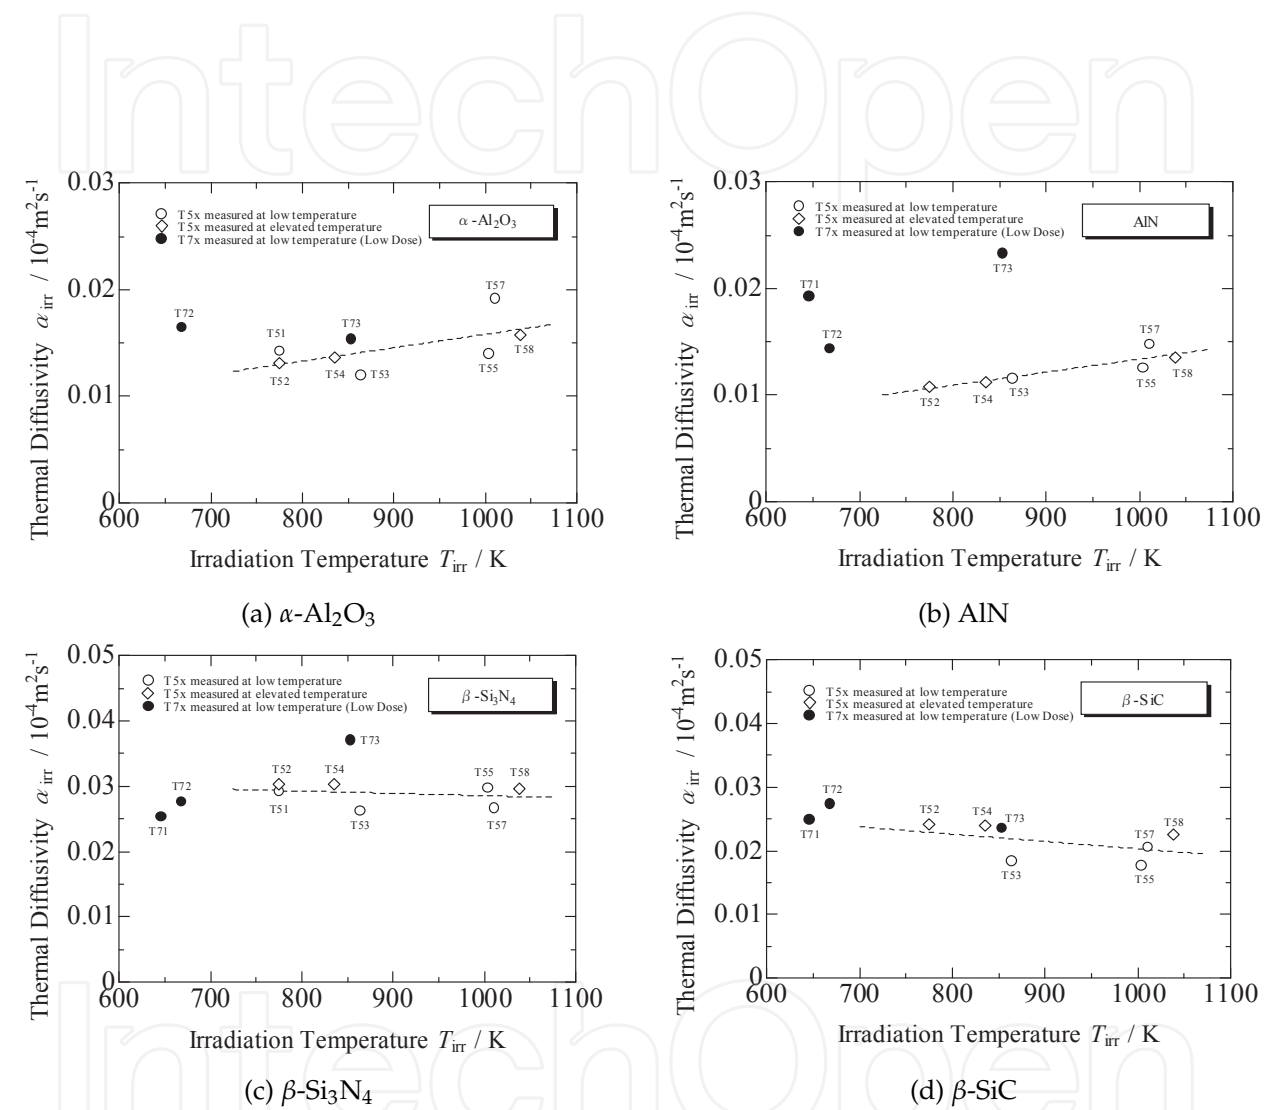 IntechOpen
0.03
T5x measured at low temperature
T5x measured at elevated temperature
T7x measured at low temperature (Low Dose)
α-Al2O3
0.02
0.01
0
Thermal Diffusivity α irr / 10-4m2s-1
T72
T51
T52
T54
T73
T53
T57
T55
T58
600 700 800 900 1000 1100
Irradiation Temperature Tirr / K
(a) α-Al2O3
0.03
T5x measured at low temperature
T5x measured at elevated temperature
T7x measured at low temperature (Low Dose)
AlN
0.02
0.01
0
Thermal Diffusivity α irr / 10-4m2s-1
T71
T72
T73
T52
T54
T53
T57
T55
T58
600 700 800 900 1000 1100
Irradiation Temperature Tirr / K
(b) AlN
0.05
T5x measured at low temperature
T5x measured at elevated temperature
T7x measured at low temperature (Low Dose)
β-Si3N4
0.04
0.03
0.02
0.01
0
Thermal Diffusivity α irr / 10-4m2s-1
T71
T72
T52
T51
T54
T73
T53
T55
T58
T57
600 700 800 900 1000 1100
Irradiation Temperature Tirr / K
(c) β-Si3N4
0.05
T5x measured at low temperature
T5x measured at elevated temperature
T7x measured at low temperature (Low Dose)
β-SiC
0.04
0.03
0.02
0.01
0
Thermal Diffusivity α irr / 10-4m2s-1
T71
T72
T52
T54
T73
T53
T57
T58
T55
600 700 800 900 1000 1100
Irradiation Temperature Tirr / K
(d) β-SiC
IntechOpen